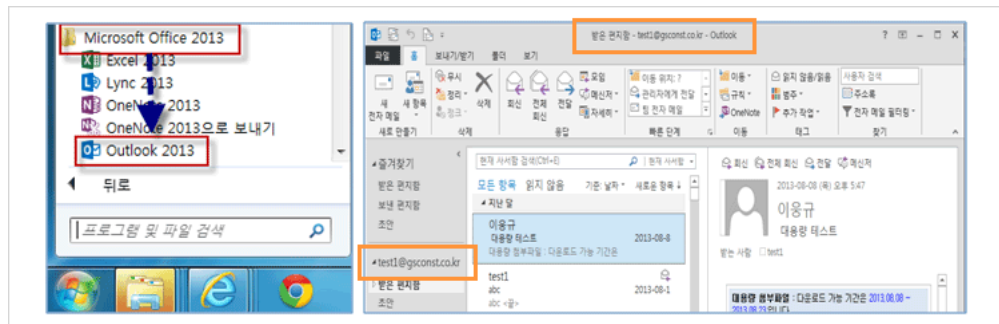 Microsoft Office 2013
Excel 2013
Lync 2013
OneNote 2013
OneNote 2013으로 보내기
Outlook 2013
뒤로
프로그램 및 파일 검색
받은 편지함 - test1@gsconst.co.kr - Outlook
파일 홈 보내기/받기 폴더 보기
새 전자 메일
새 항목
무시
정리
정크
삭제
회신
전체 회신
전달
모임
메신저
자세히
이동 위치: ?
관리자에게 전달
팀 전자 메일
이동
규칙
OneNote
읽지 않음/읽음
범주
추가 작업
사용자 검색
주소록
전자 메일 필터링
새로 만들기 삭제 응답 빠른 단계 이동 태그 찾기
즐겨찾기
받은 편지함
보낸 편지함
초안
test1@gsconst.co.kr
받은 편지함
초안
현재 사서함 검색(Ctrl+E) 현재 사서함
모든 항목 읽지 않음 기준: 날짜 새로운 항목
지난 달
이응규
대용량 테스트 2013-08-8
대용량 첨부파일 : 다운로드 가능 기간은
test1
abc 2013-08-1
abc <끝>
회신 전체 회신 전달 메신저
2013-08-08 (목) 오후 5:47
이응규
대용량 테스트
받는 사람 test1
대용량 첨부파일 : 다운로드 가능 기간은 2013.08.08 ~
2013.08.23 입니다.